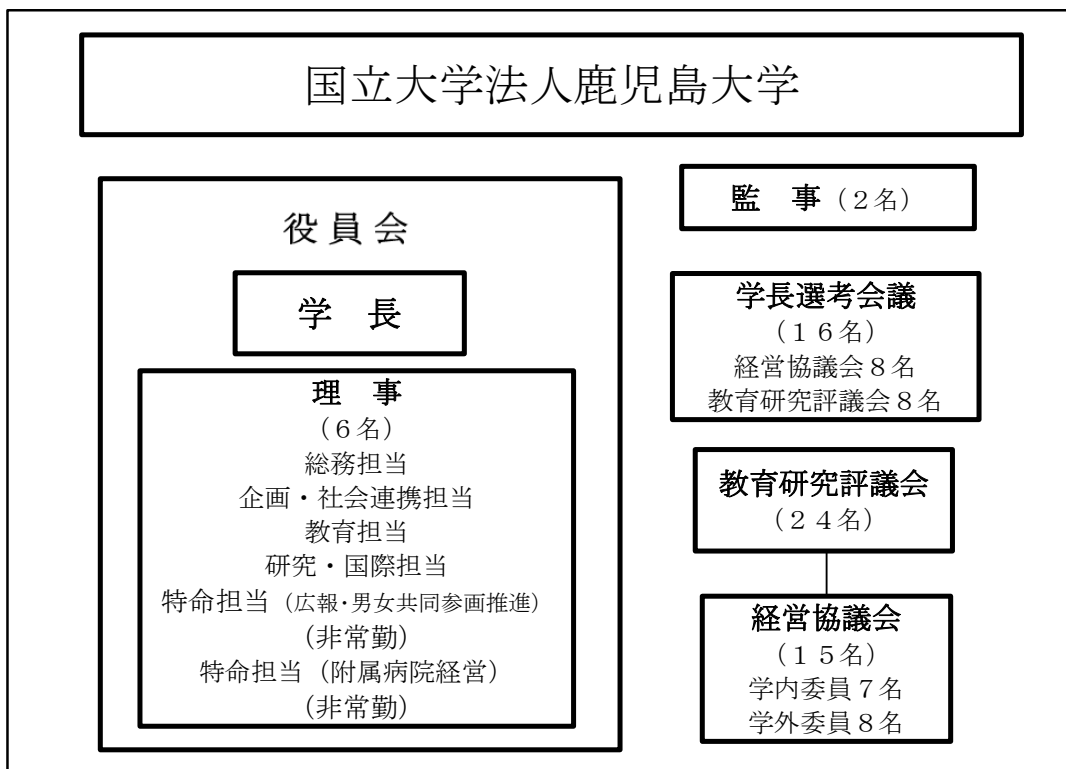 国立大学法人鹿児島大学
役員会
学　長
理　事
（６名）
総務担当
企画・社会連携担当
教育担当
研究・国際担当
特命担当（広報・男女共同参画推進）
（非常勤）
特命担当（附属病院経営）
（非常勤）
監　事（２名）
学長選考会議
（１６名）
経営協議会８名
教育研究評議会８名
教育研究評議会
（２４名）
経営協議会
（１５名）
学内委員７名
学外委員８名